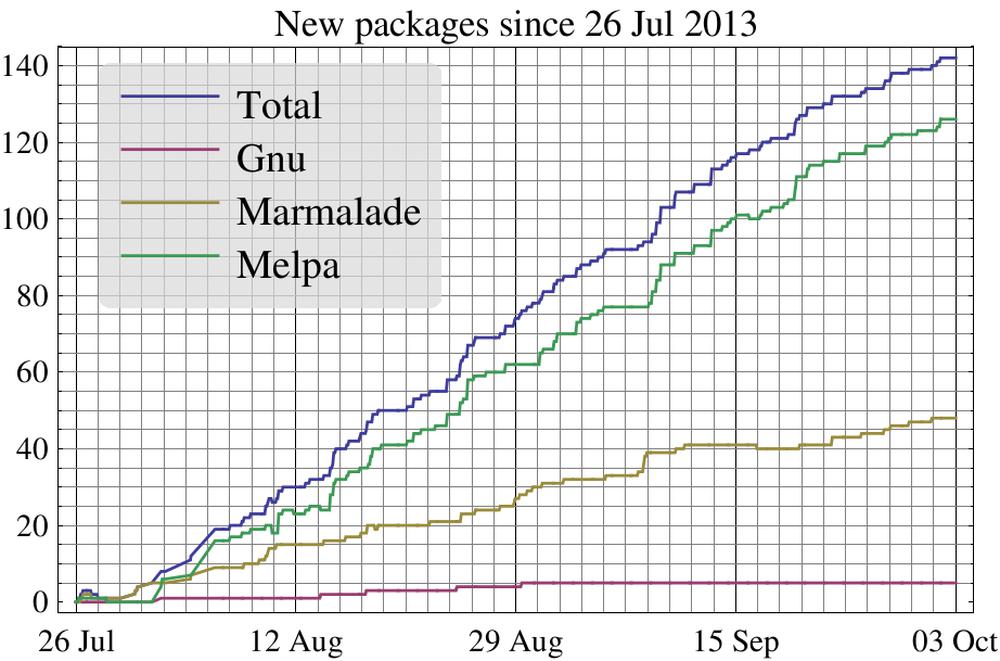 New packages since 26 Jul 2013
140
120
100
80
60
40
20
0
Total
Gnu
Marmalade
Melpa
26 Jul
12 Aug
29 Aug
15 Sep
03 Oct